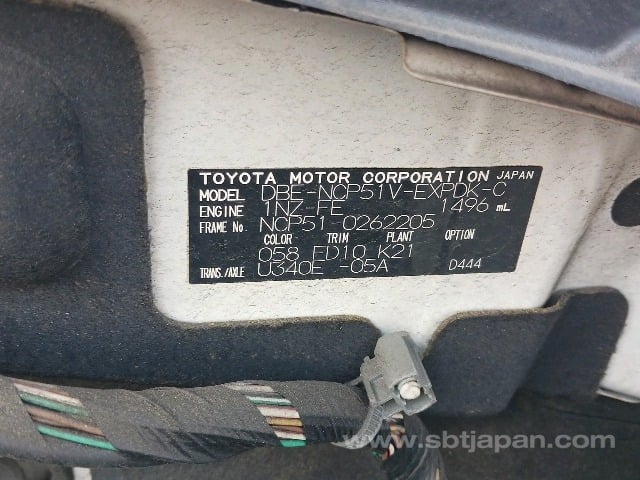 TOYOTA MOTOR CORPORATION JAPAN
MODEL DBE-NCP51V-EXPDK-C
ENGINE 1NZ-FE 1496 mL
FRAME No. NCP51-0262205
COLOR TRIM PLANT OPTION
058 FD10 K21
TRANS./AXLE U340E -05A D444
www.sbtjapan.com